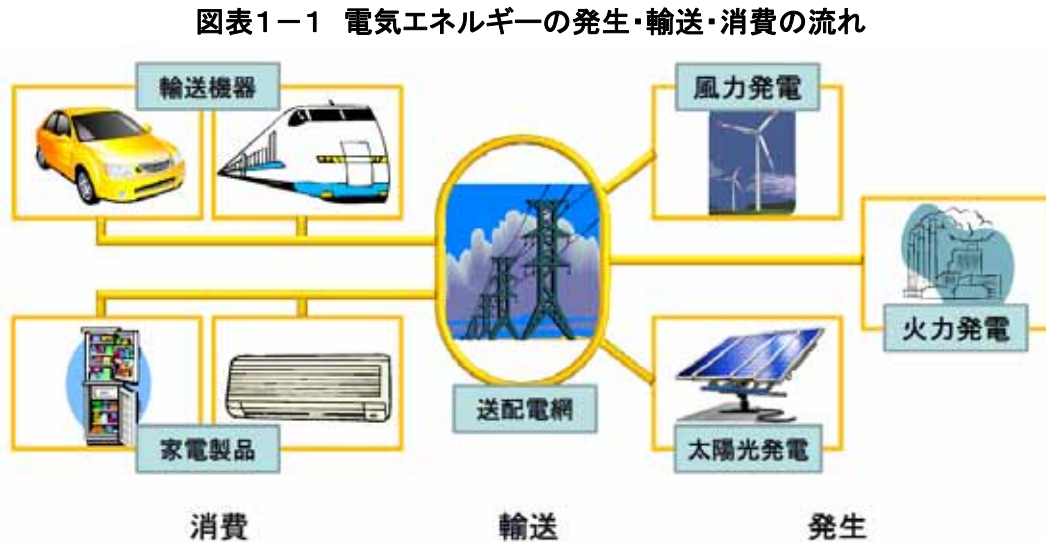 図表1－1 電気エネルギーの発生・輸送・消費の流れ
輸送機器
風力発電
火力発電
送配電網
家電製品
太陽光発電
消費
輸送
発生